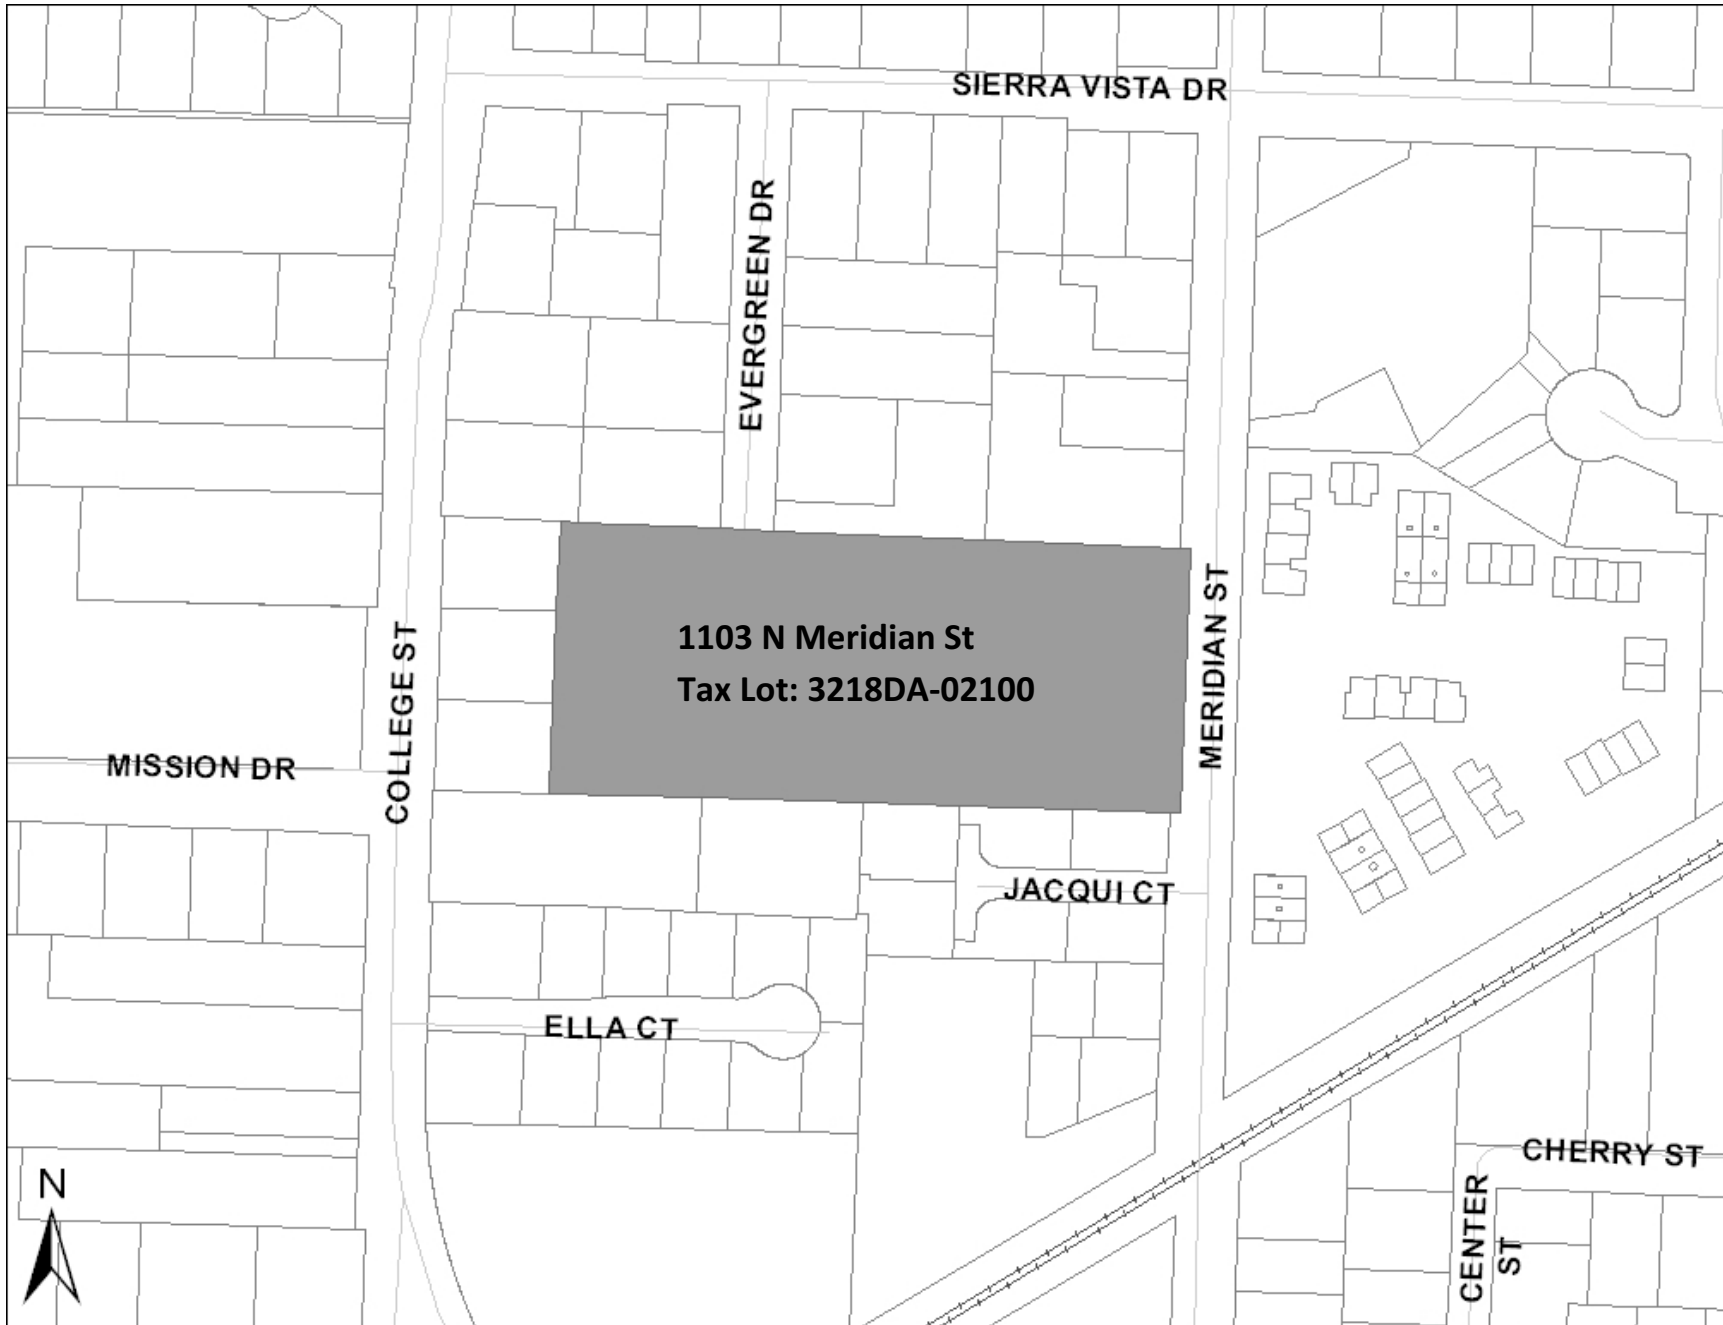 SIERRA VISTA DR
EVERGREEN DR
1103 N Meridian St
Tax Lot: 3218DA-02100
MERIDIAN ST
COLLEGE ST
MISSION DR
JACQUI CT
ELLA CT
CHERRY ST
CENTER
ST
N